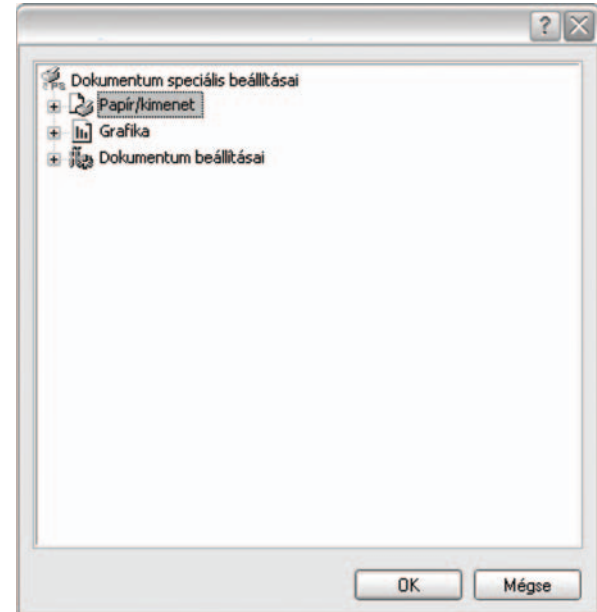 Dokumentum speciális beállításai
Papír/kimenet
Grafika
Dokumentum beállításai
OK
Mégse